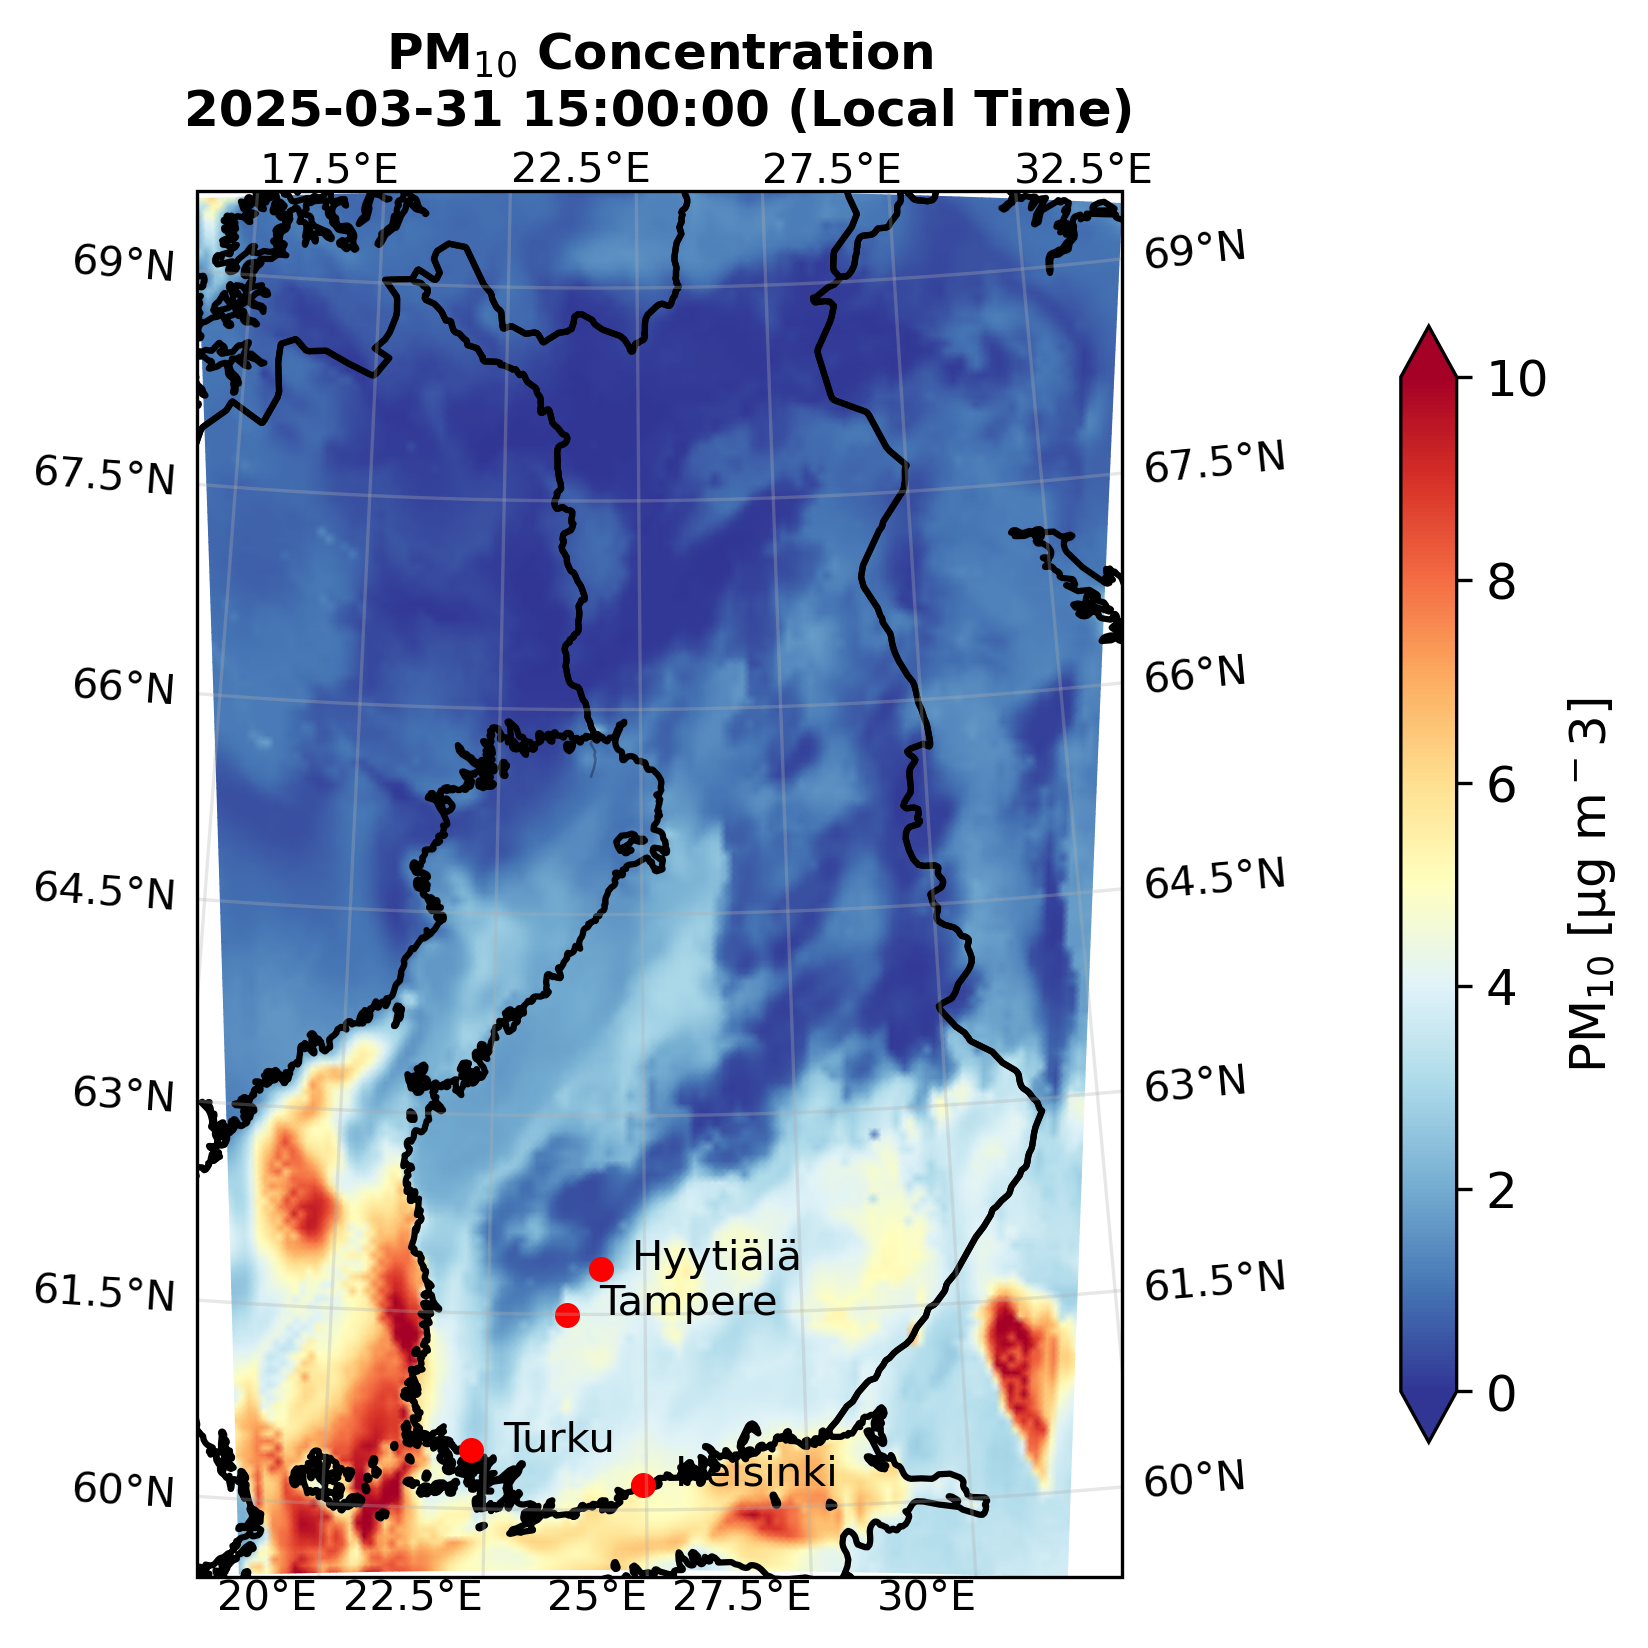 PM₁₀ Concentration
2025-03-31 15:00:00 (Local Time)
17.5°E 22.5°E 27.5°E 32.5°E
69°N 69°N
67.5°N 67.5°N
66°N 66°N
64.5°N 64.5°N
63°N 63°N
61.5°N 61.5°N
60°N 60°N
Hyytiälä
Tampere
Turku
Helsinki
20°E 22.5°E 25°E 27.5°E 30°E
10
8
6
4
2
0
PM₁₀ [µg m⁻ 3]